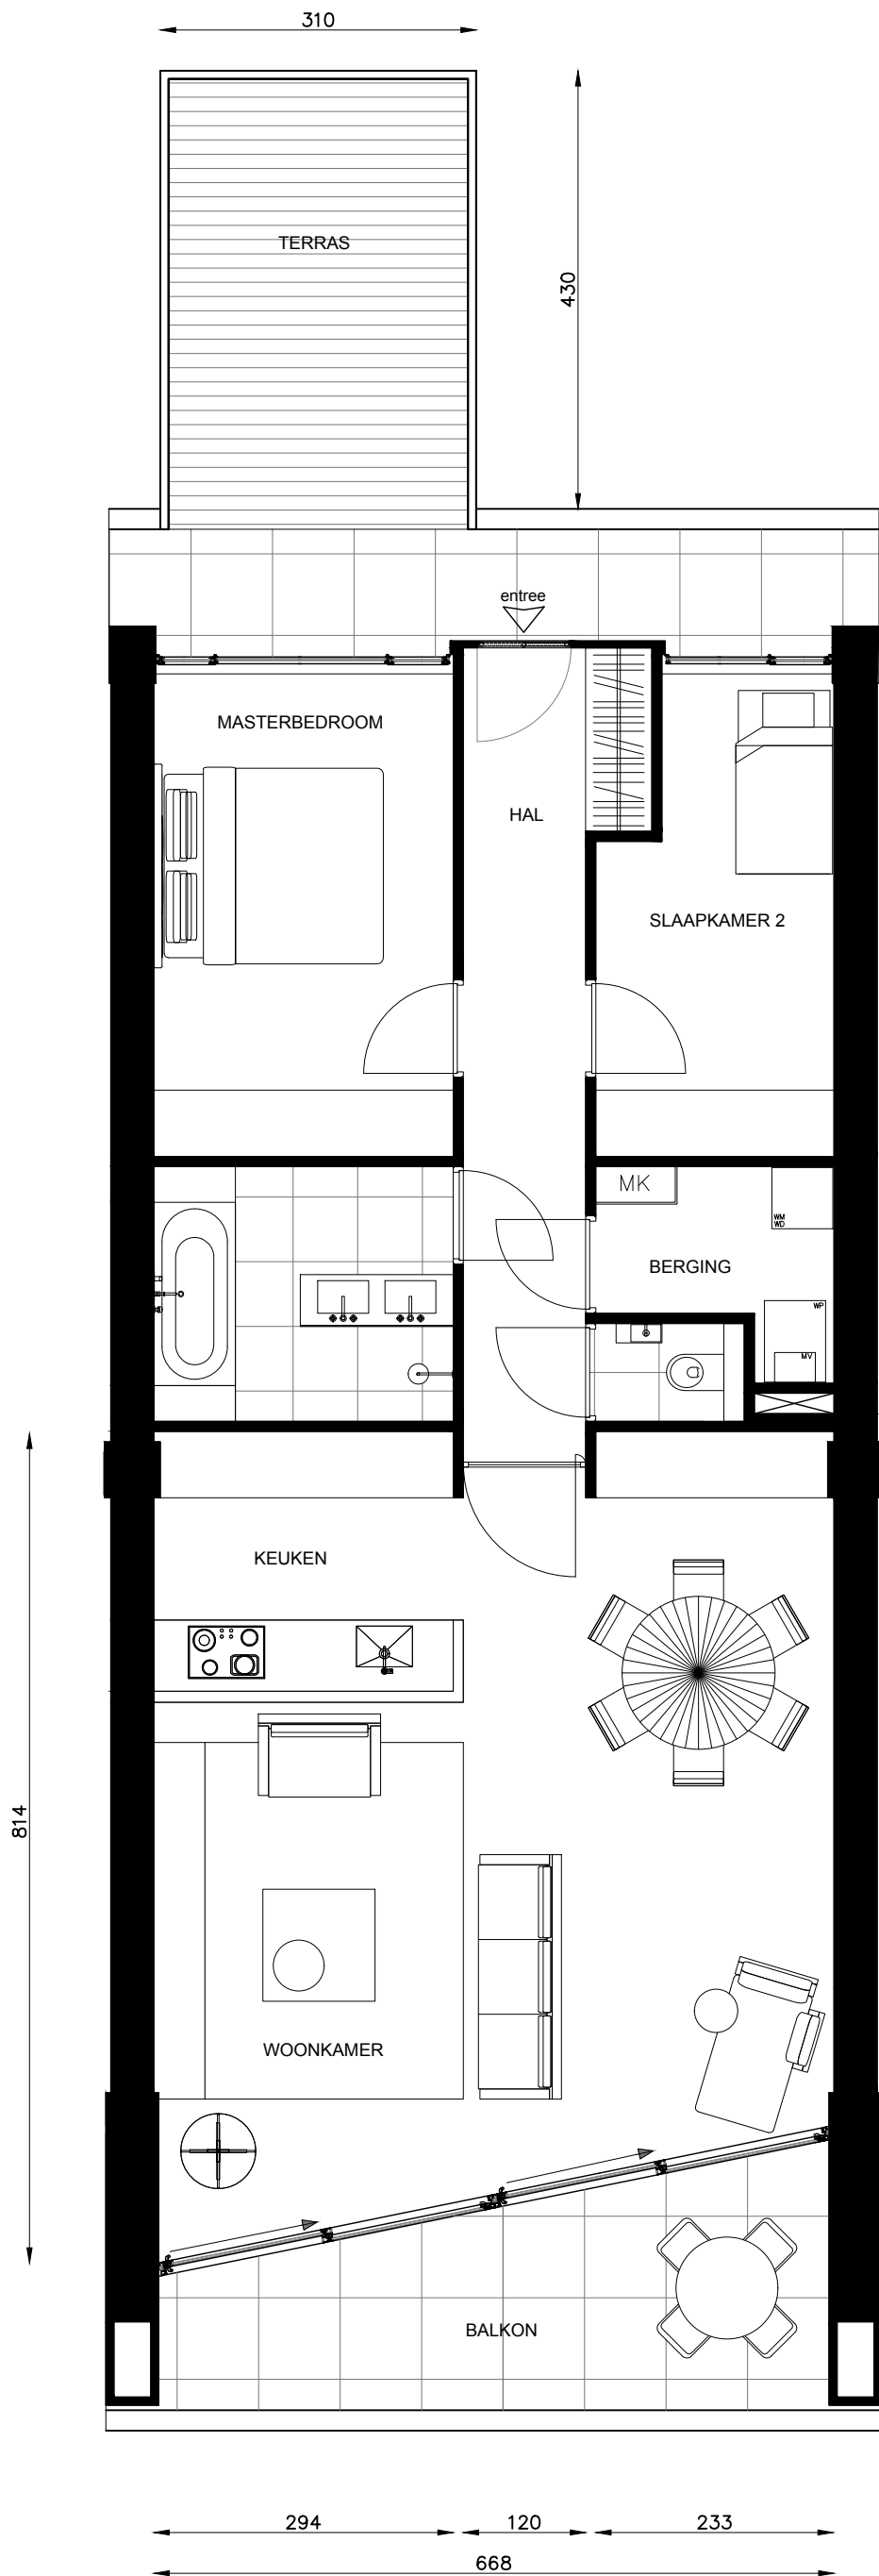 310
TERRAS
430
entree
MASTERBEDROOM
HAL
SLAAPKAMER 2
MK
WM
WD
BERGING
WP
MV
KEUKEN
814
WOONKAMER
BALKON
294
120
233
668